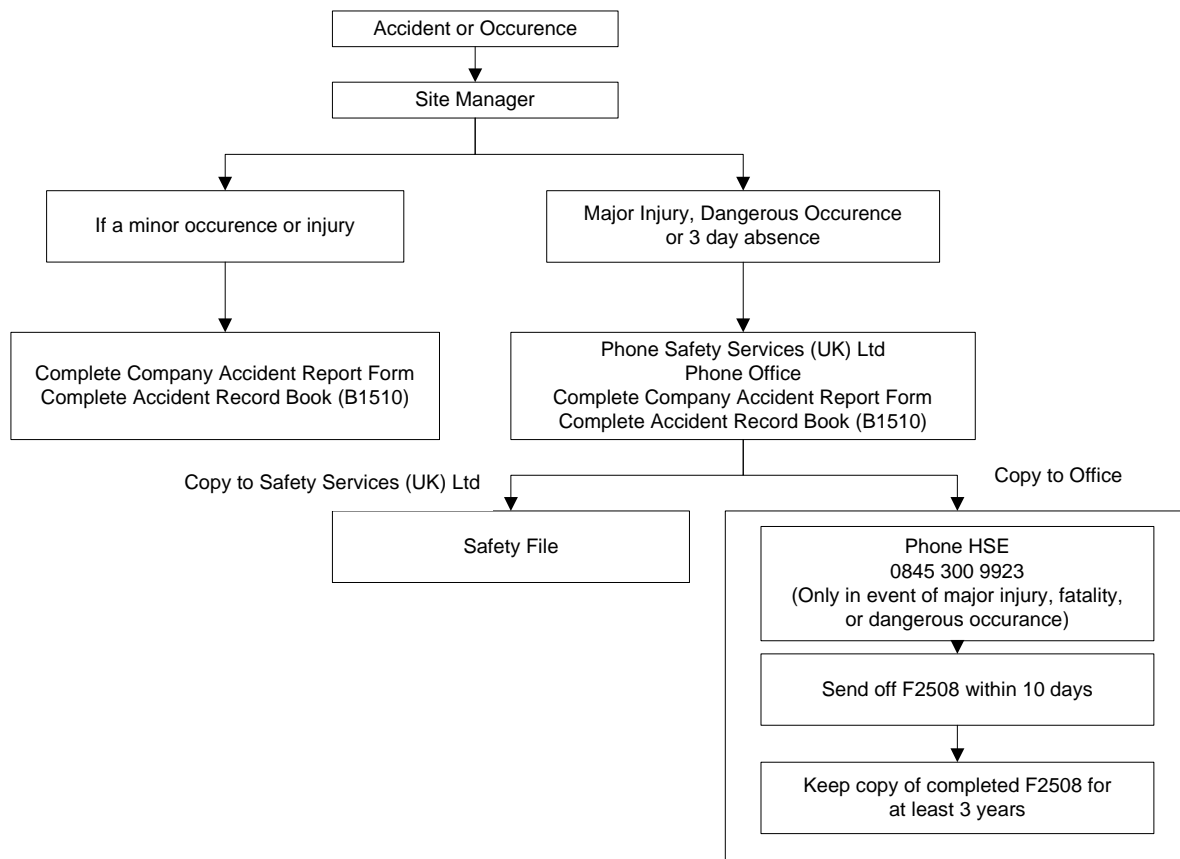 Accident or Occurence
Site Manager
If a minor occurence or injury
Major Injury, Dangerous Occurence
or 3 day absence
Complete Company Accident Report Form
Complete Accident Record Book (B1510)
Phone Safety Services (UK) Ltd
Phone Office
Complete Company Accident Report Form
Complete Accident Record Book (B1510)
Copy to Safety Services (UK) Ltd
Copy to Office
Safety File
Phone HSE
0845 300 9923
(Only in event of major injury, fatality,
or dangerous occurance)
Send off F2508 within 10 days
Keep copy of completed F2508 for
at least 3 years